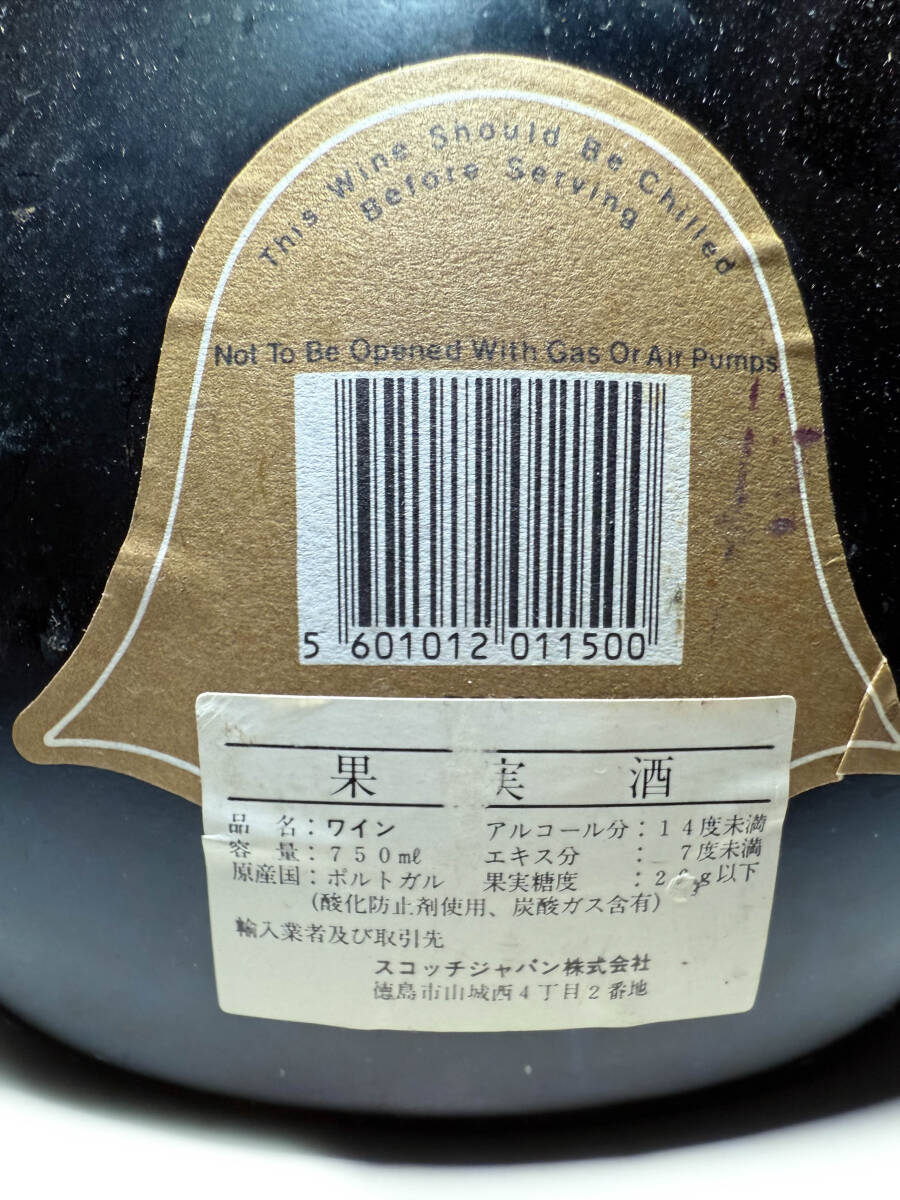 This Wine Should Be Chilled
Before Serving
Not To Be Opened With Gas Or Air Pumps
5 601012 011500
果実酒
品名:ワイン アルコール分:14度未満
容量:750mℓ エキス分:7度未満
原産国:ポルトガル 果実糖度:以下
(酸化防止剤使用、炭酸ガス含有)
輸入業者及び取引先
スコッチジャパン株式会社
徳島市山城西4丁目2番地